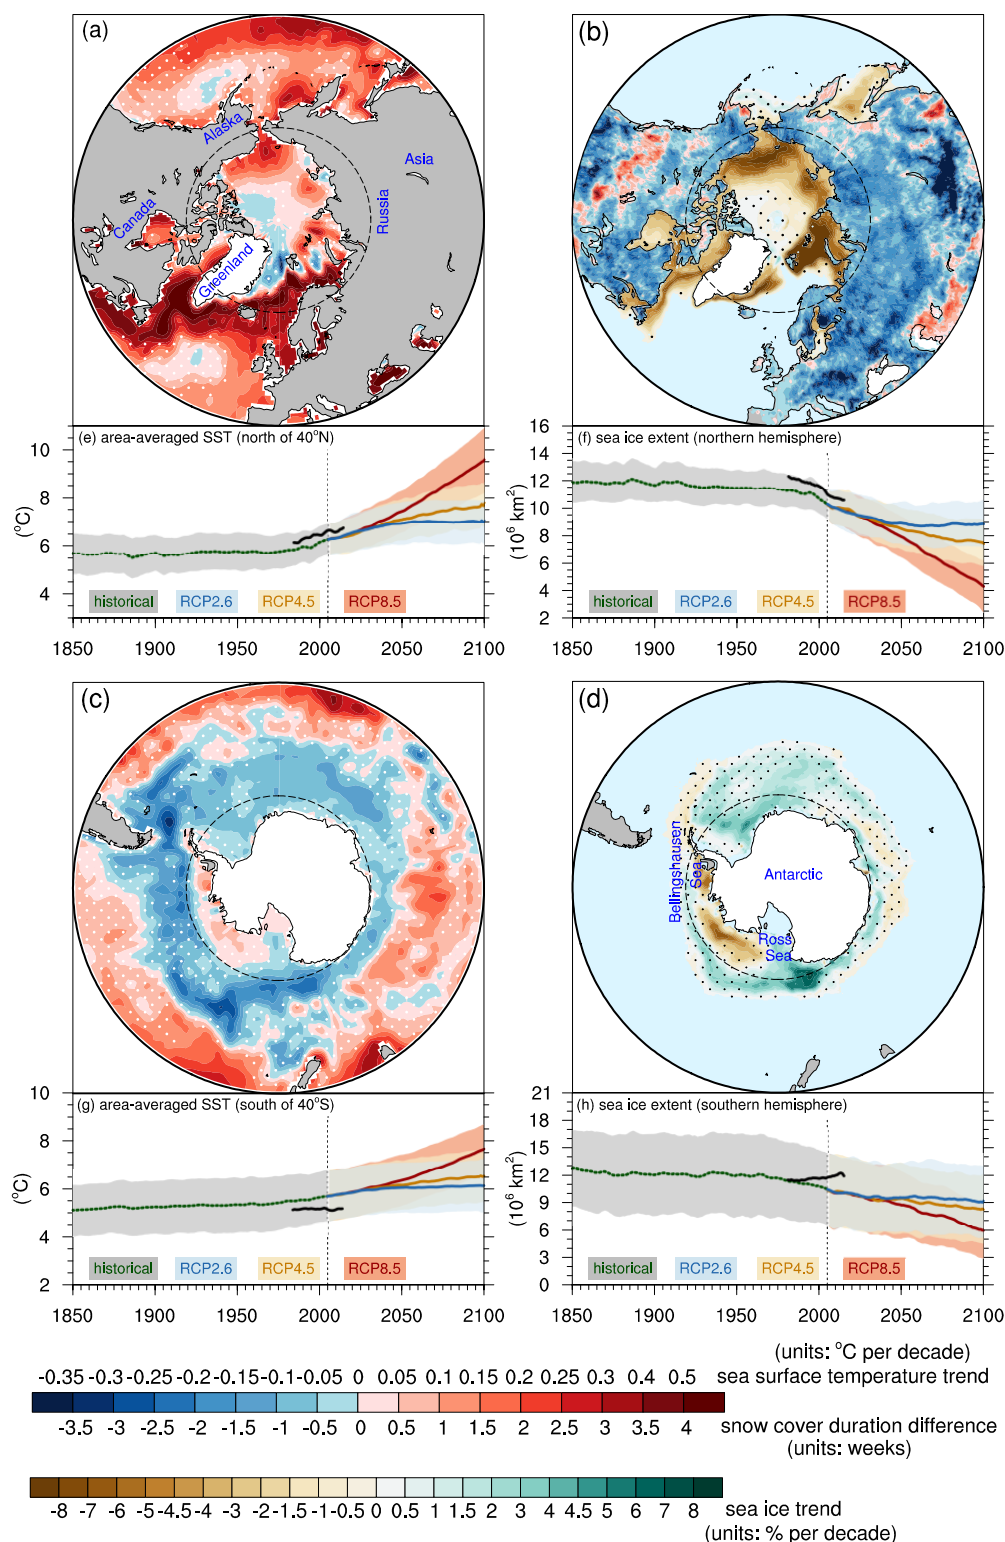 (a)
Alaska
Asia
Canada
Russia
Greenland
(b)
(e) area-averaged SST (north of 40°N)
10
8
6
4
(°C)
historical RCP2.6 RCP4.5 RCP8.5
1850 1900 1950 2000 2050 2100
(f) sea ice extent (northern hemisphere)
16
14
12
10
8
6
4
2
(10⁶ km²)
historical RCP2.6 RCP4.5 RCP8.5
1850 1900 1950 2000 2050 2100
(c)
(d)
Bellingshausen
Sea
Antarctic
Ross
Sea
(g) area-averaged SST (south of 40°S)
10
8
6
4
2
(°C)
historical RCP2.6 RCP4.5 RCP8.5
1850 1900 1950 2000 2050 2100
(h) sea ice extent (southern hemisphere)
21
18
15
12
9
6
3
0
(10⁶ km²)
historical RCP2.6 RCP4.5 RCP8.5
1850 1900 1950 2000 2050 2100
(units: °C per decade)
-0.35 -0.3 -0.25 -0.2 -0.15 -0.1 -0.05 0 0.05 0.1 0.15 0.2 0.25 0.3 0.4 0.5 sea surface temperature trend
-3.5 -3 -2.5 -2 -1.5 -1 -0.5 0 0.5 1 1.5 2 2.5 3 3.5 4 snow cover duration difference
(units: weeks)
-8 -7 -6 -5 -4.5 -4 -3 -2 -1 -0.5 0 0.5 1 2 3 4 4.5 5 6 7 8 sea ice trend
(units: % per decade)